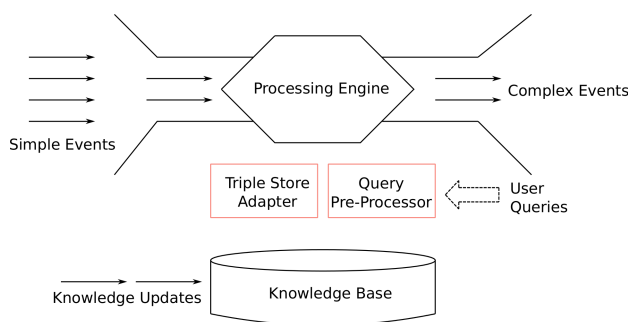 Processing Engine
Complex Events
Simple Events
Triple Store
Adapter
Query
Pre-Processor
User
Queries
Knowledge Updates
Knowledge Base